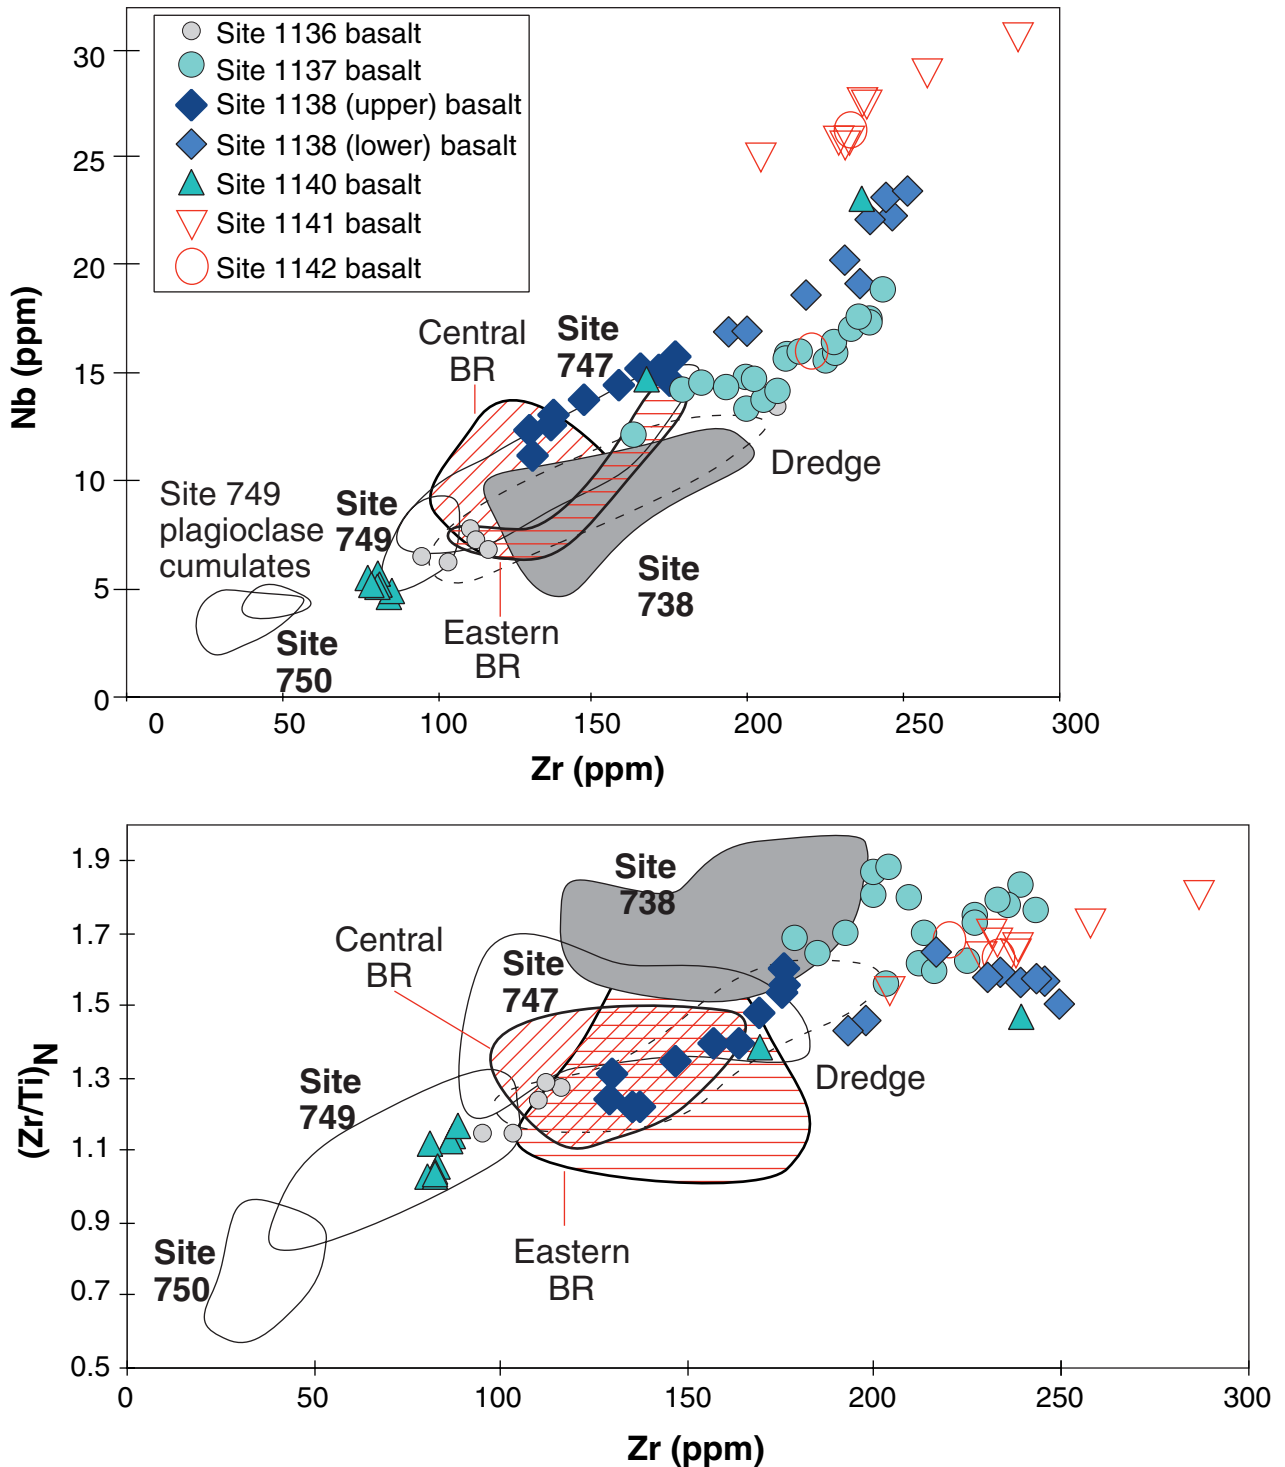 Site 1136 basalt
Site 1137 basalt
Site 1138 (upper) basalt
Site 1138 (lower) basalt
Site 1140 basalt
Site 1141 basalt
Site 1142 basalt
30
25
20
15
10
5
0
Nb (ppm)
Central
BR
Site
747
Dredge
Site 749
plagioclase
cumulates
Site
749
Site
738
Eastern
BR
Site
750
0
50
100
150
200
250
300
Zr (ppm)
1.9
1.7
1.5
1.3
1.1
0.9
0.7
0.5
(Zr/Ti)N
Site
738
Central
BR
Site
747
Site
749
Dredge
Site
750
Eastern
BR
0
50
100
150
200
250
300
Zr (ppm)